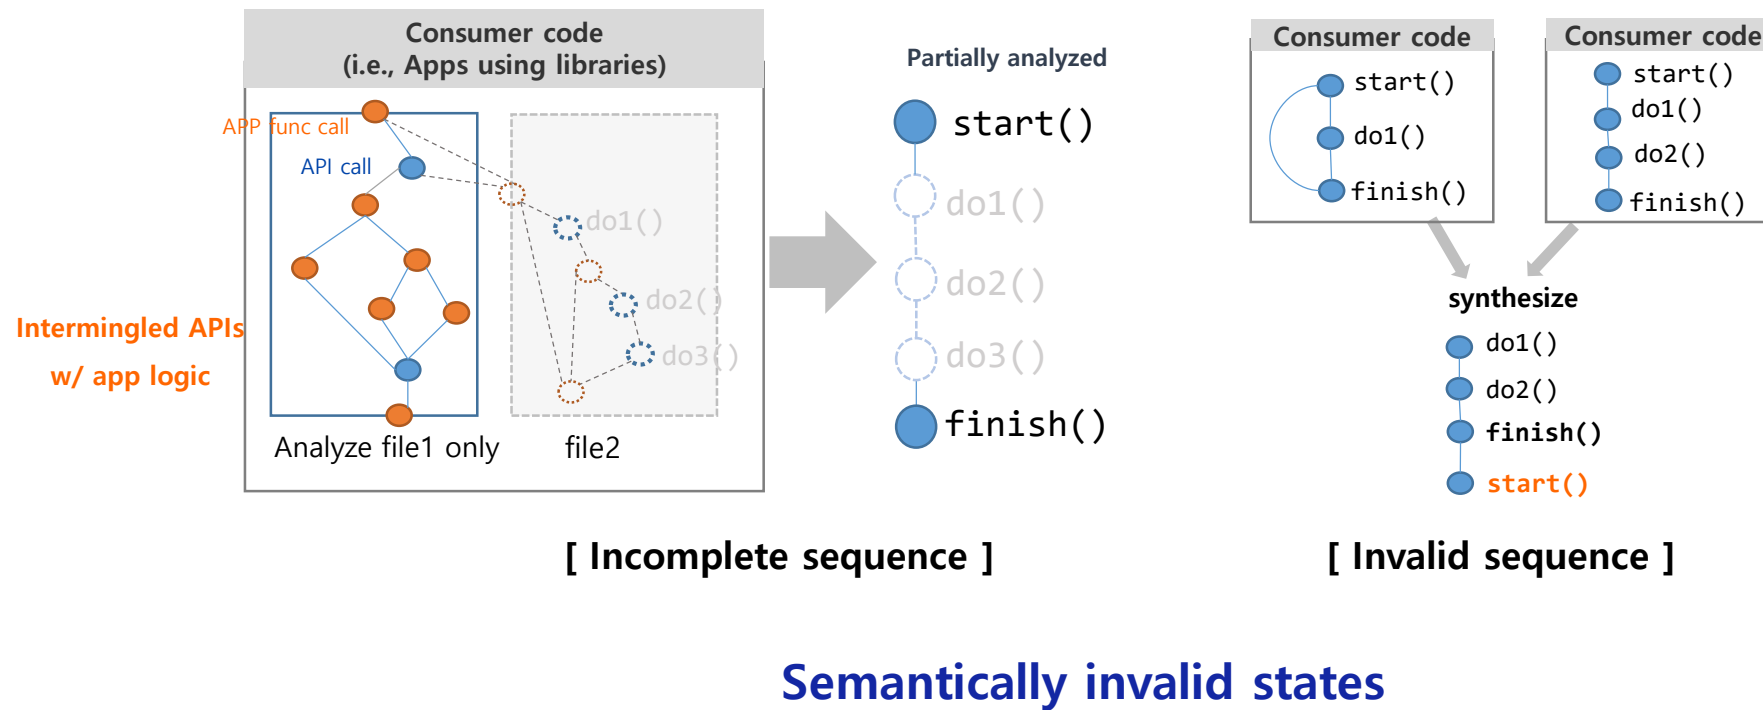 Consumer code
(i.e., Apps using libraries)
APP func call
API call
do1()
do2()
do3()
Intermingled APIs
w/ app logic
Analyze file1 only
file2
Partially analyzed
start()
do1()
do2()
do3()
finish()
[ Incomplete sequence ]
Consumer code
start()
do1()
finish()
Consumer code
start()
do1()
do2()
finish()
synthesize
do1()
do2()
finish()
start()
[ Invalid sequence ]
Semantically invalid states